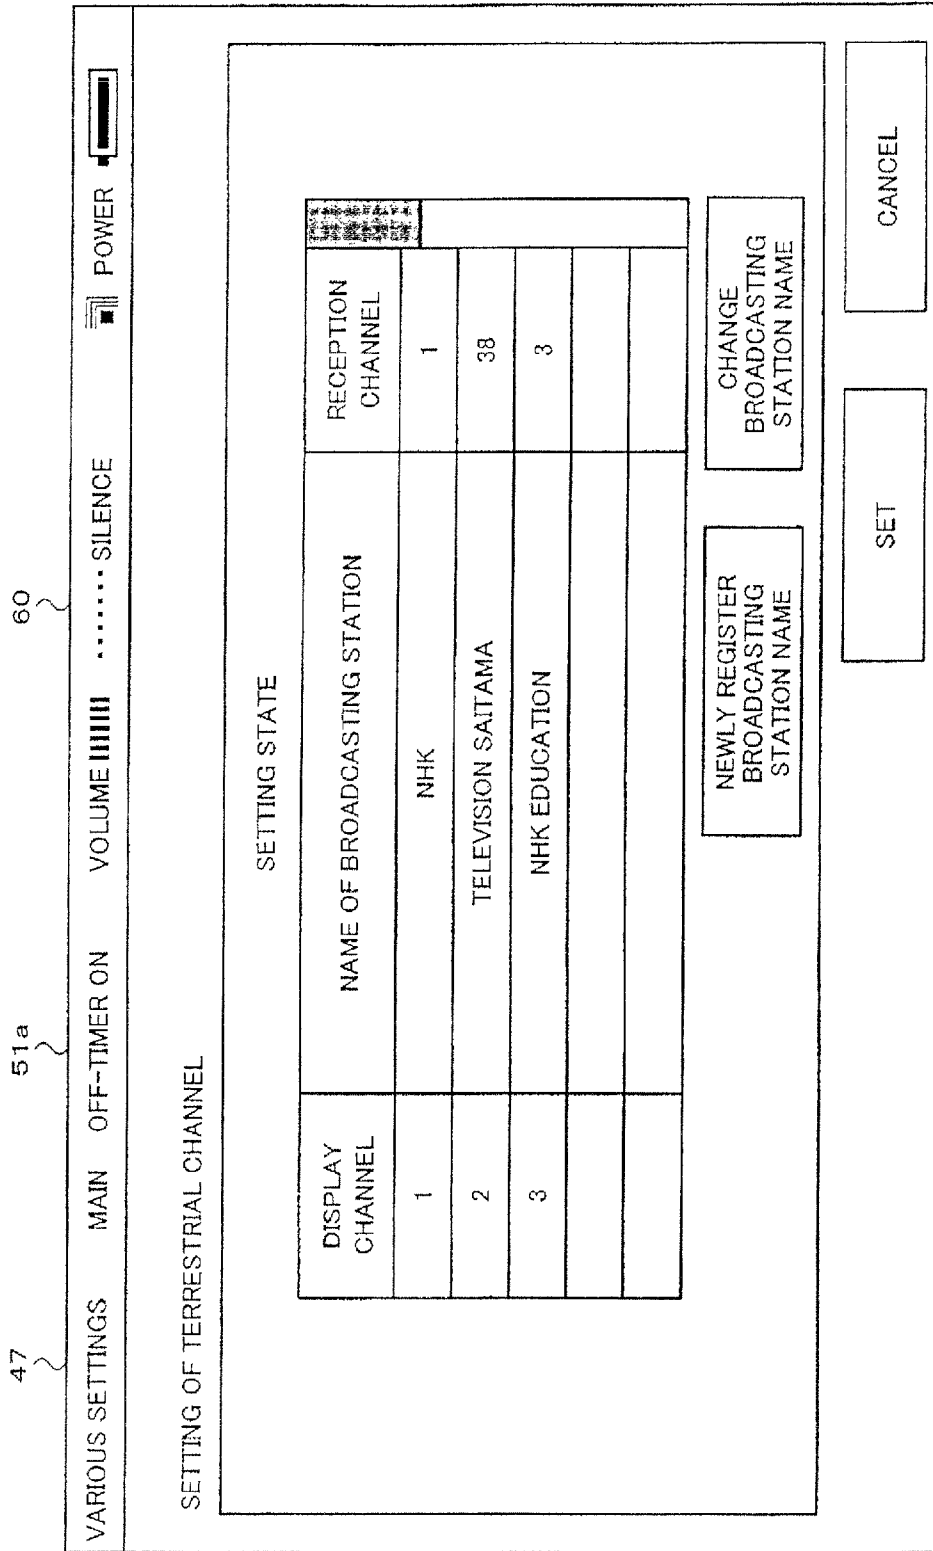 47
51a
60
VARIOUS SETTINGS MAIN OFF-TIMER ON VOLUME SILENCE POWER
SETTING OF TERRESTRIAL CHANNEL
SETTING STATE
DISPLAY CHANNEL NAME OF BROADCASTING STATION RECEPTION CHANNEL
1 NHK 1
2 TELEVISION SAITAMA 38
3 NHK EDUCATION 3
NEWLY REGISTER
BROADCASTING
STATION NAME
CHANGE
BROADCASTING
STATION NAME
SET
CANCEL